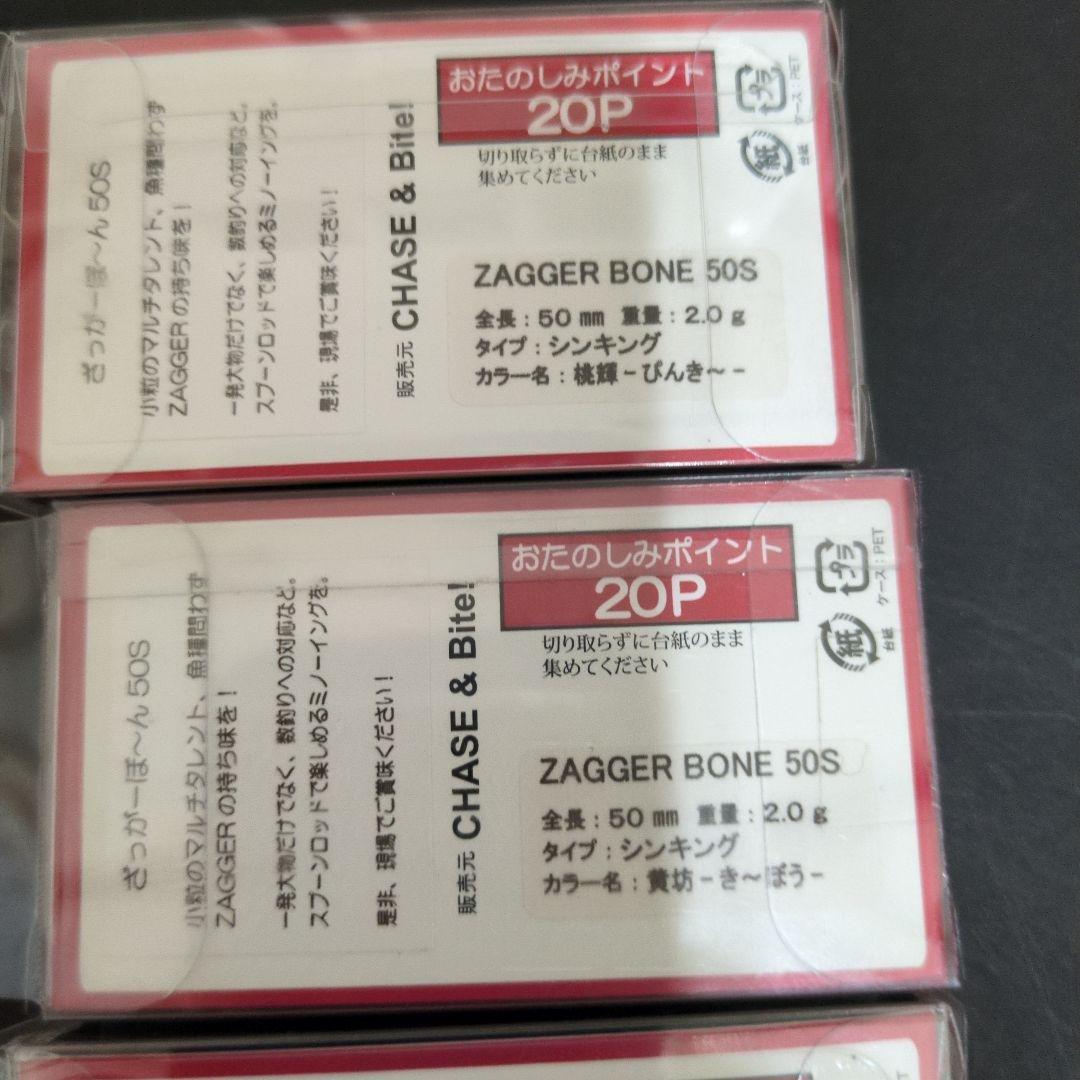 おたのしみポイント
20P
切り取らずに台紙のまま
集めてください
プラ
ケース：PET
紙
台紙
ざっがーぼ～ん 50S
小粒のマルチタレント、魚種問わず
ZAGGERの持ち味を！
一発大物だけでなく、数釣りへの対応など。
スプーンロッドで楽しめるミノーイングを。
是非、現場でご賞味ください！
販売元 CHASE & Bite!
ZAGGER BONE 50S
全長：50㎜ 重量：2.0g
タイプ：シンキング
カラー名：桃輝－ぴんき～－
おたのしみポイント
20P
切り取らずに台紙のまま
集めてください
プラ
ケース：PET
紙
台紙
ざっがーぼ～ん 50S
小粒のマルチタレント、魚種問わず
ZAGGERの持ち味を！
一発大物だけでなく、数釣りへの対応など。
スプーンロッドで楽しめるミノーイングを。
是非、現場でご賞味ください！
販売元 CHASE & Bite!
ZAGGER BONE 50S
全長：50㎜ 重量：2.0g
タイプ：シンキング
カラー名：黄坊－き～ぼう－